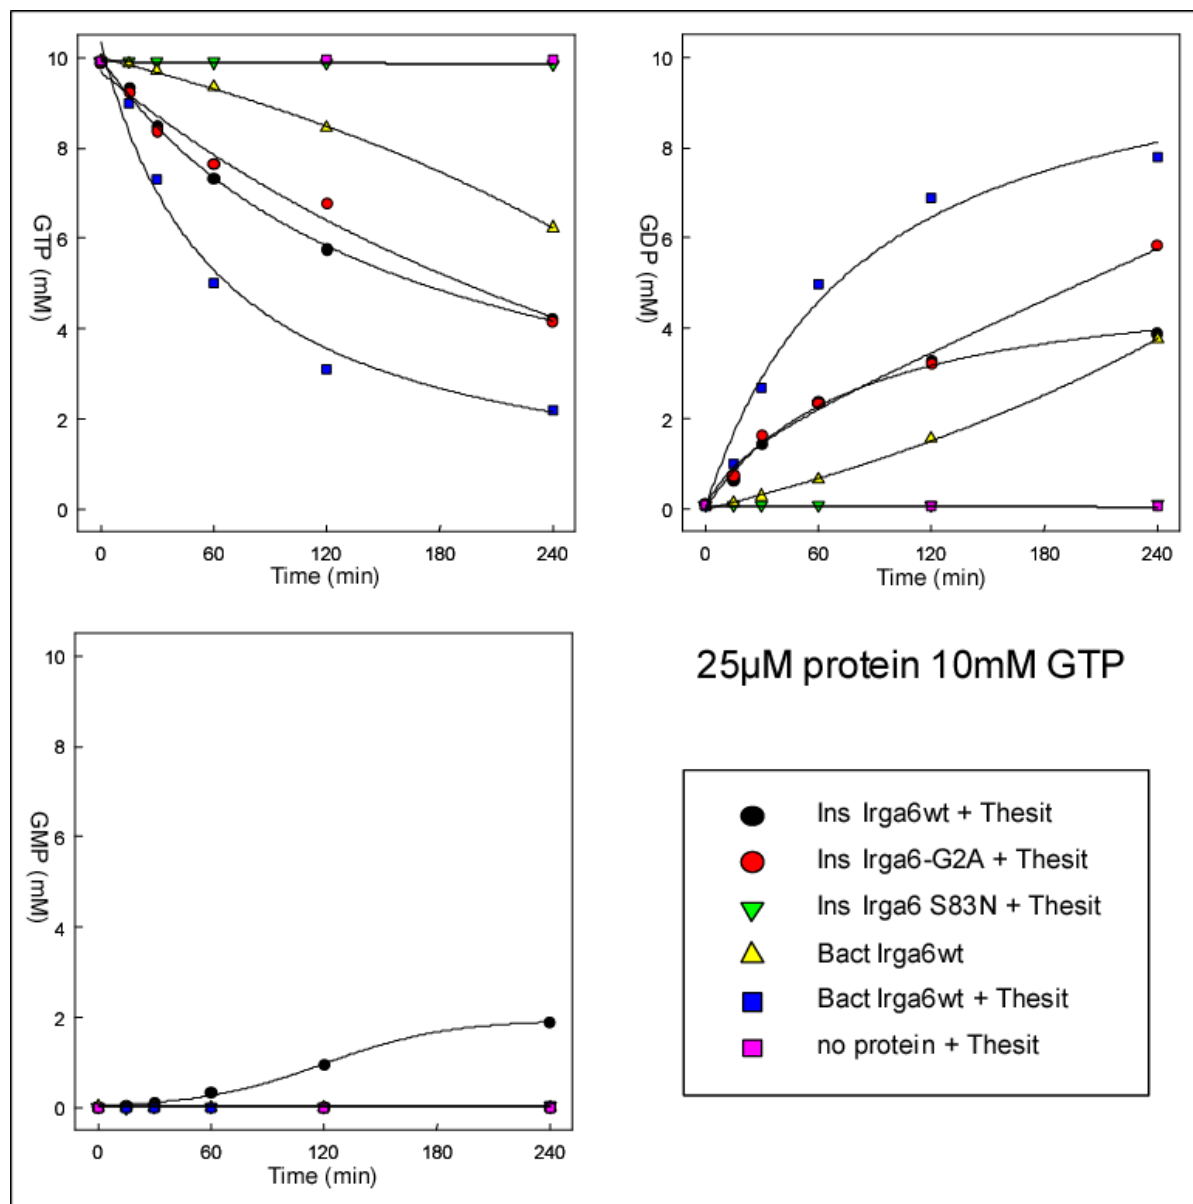 10
8
6
4
2
0
GTP (mM)
0 60 120 180 240
Time (min)
10
8
6
4
2
0
GDP (mM)
0 60 120 180 240
Time (min)
10
8
6
4
2
0
GMP (mM)
0 60 120 180 240
Time (min)
25µM protein 10mM GTP
Ins Irga6wt + Thesit
Ins Irga6-G2A + Thesit
Ins Irga6 S83N + Thesit
Bact Irga6wt
Bact Irga6wt + Thesit
no protein + Thesit